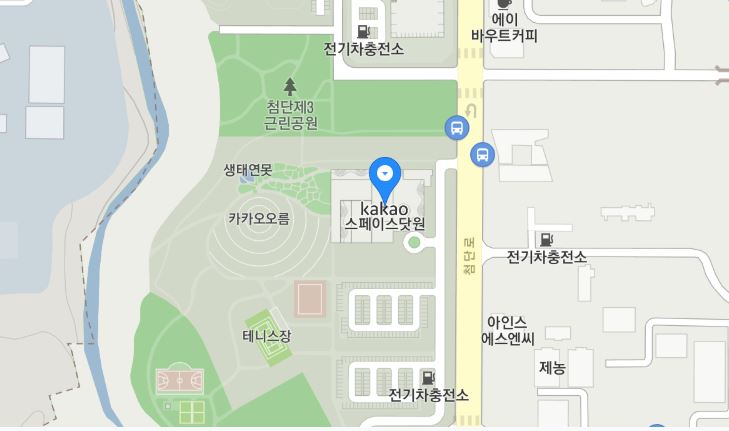 에이
바우트커피
전기차충전소
첨단제3
근린공원
생태연못
kakao
스페이스닷원
카카오오름
첨단로
전기차충전소
아인스
에스엔씨
테니스장
제농
전기차충전소